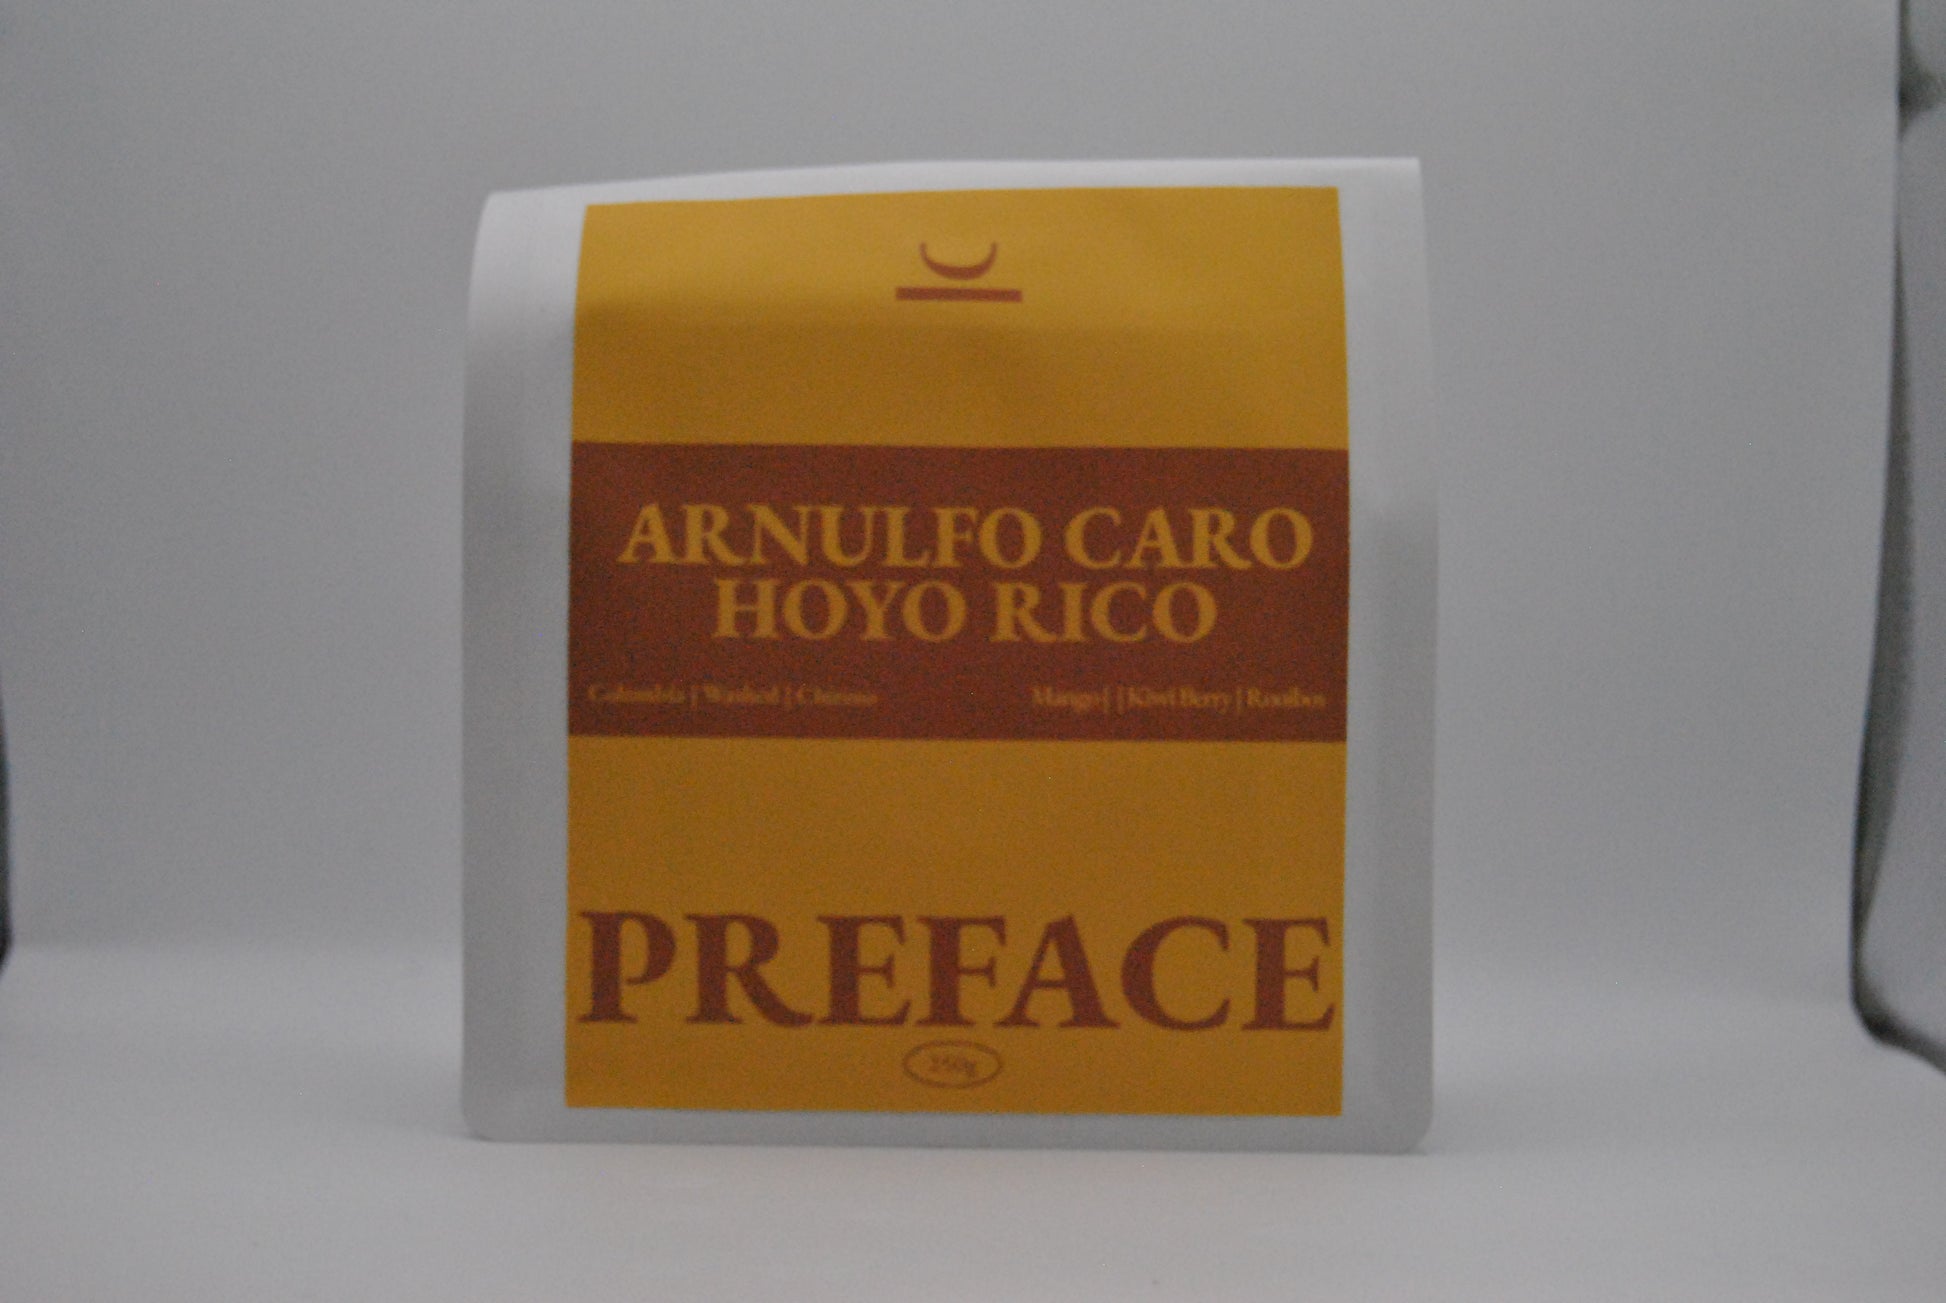 ARNULFO CARO
HOYO RICO
Colombia | Washed | Chiroso
Mango | | Kiwi Berry | Rooibos
PREFACE
250g